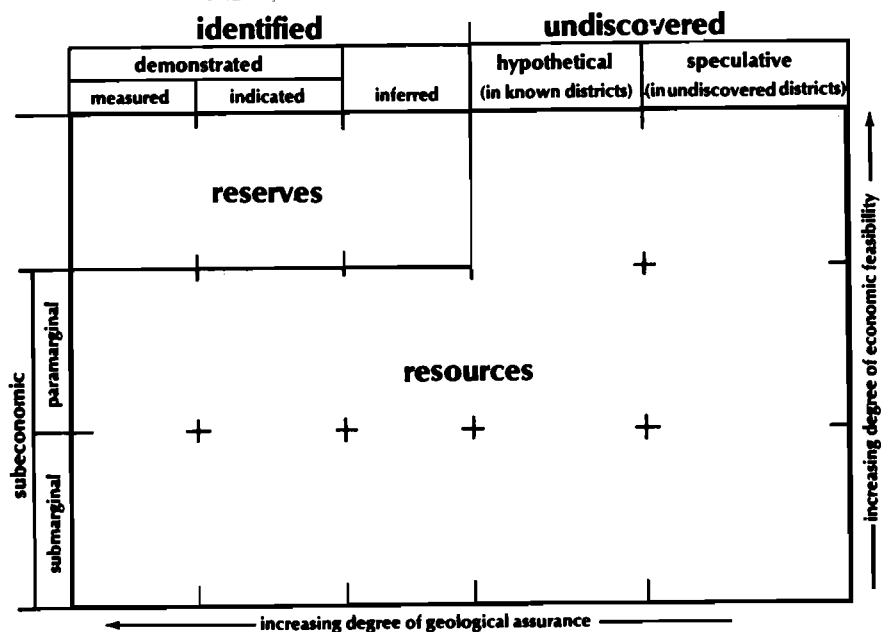 identified
undiscovered
demonstrated
hypothetical
(in known districts)
speculative
(in undiscovered districts)
measured
indicated
inferred
reserves
resources
subeconomic
paramarginal
submarginal
increasing degree of economic feasibility
increasing degree of geological assurance